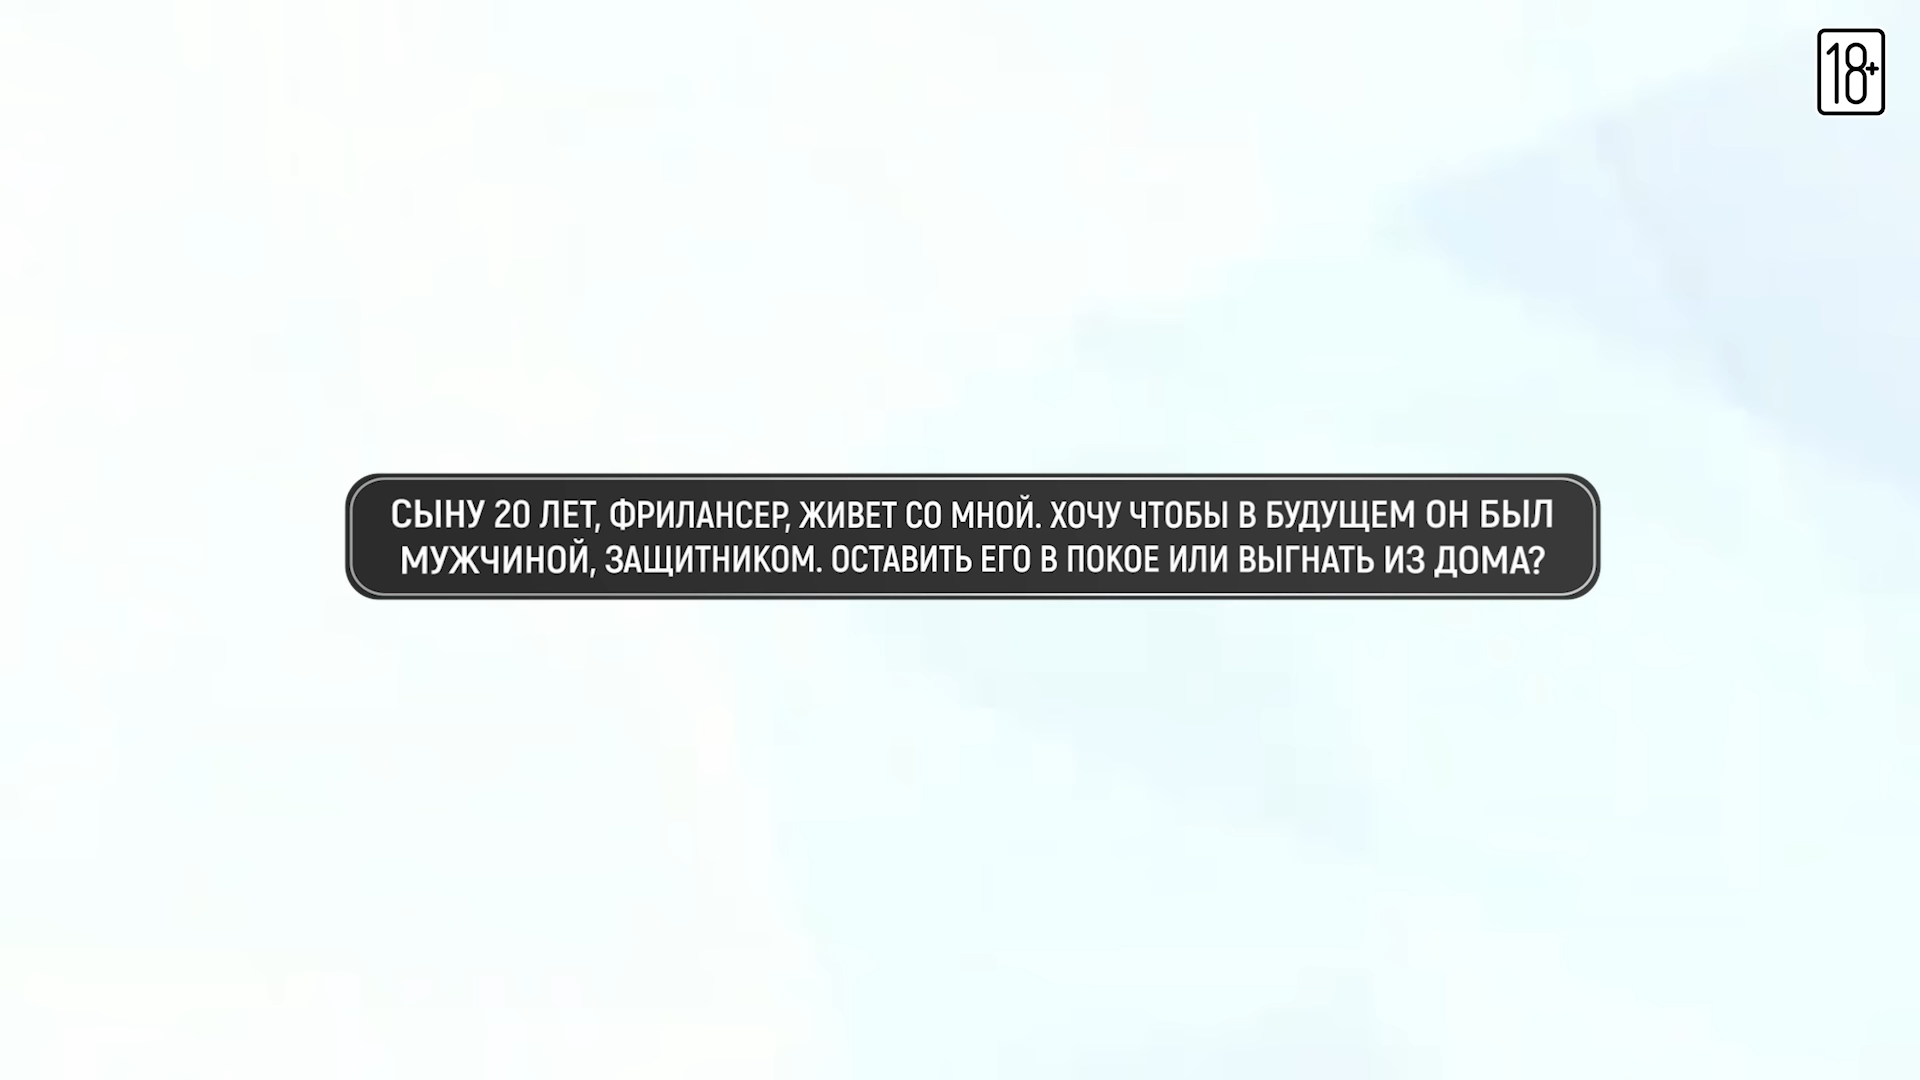 18+
СЫНУ 20 ЛЕТ, ФРИЛАНСЕР, ЖИВЕТ СО МНОЙ. ХОЧУ ЧТОБЫ В БУДУЩЕМ ОН БЫЛ
МУЖЧИНОЙ, ЗАЩИТНИКОМ. ОСТАВИТЬ ЕГО В ПОКОЕ ИЛИ ВЫГНАТЬ ИЗ ДОМА?